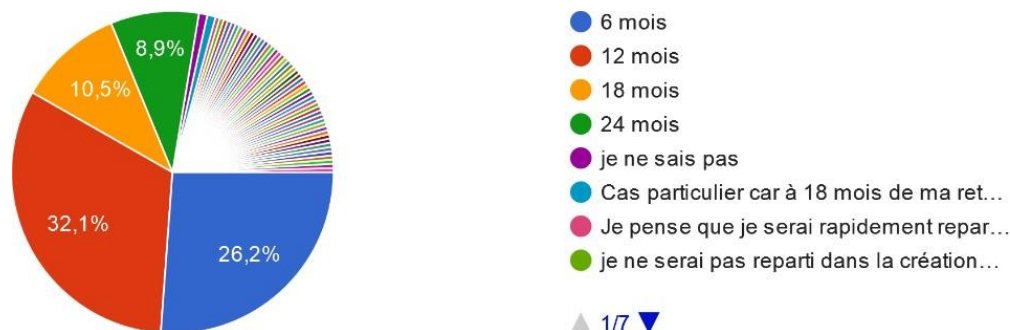 8,9%
10,5%
32,1%
26,2%
6 mois
12 mois
18 mois
24 mois
je ne sais pas
Cas particulier car à 18 mois de ma ret…
Je pense que je serai rapidement repar…
je ne serai pas reparti dans la création…
1/7